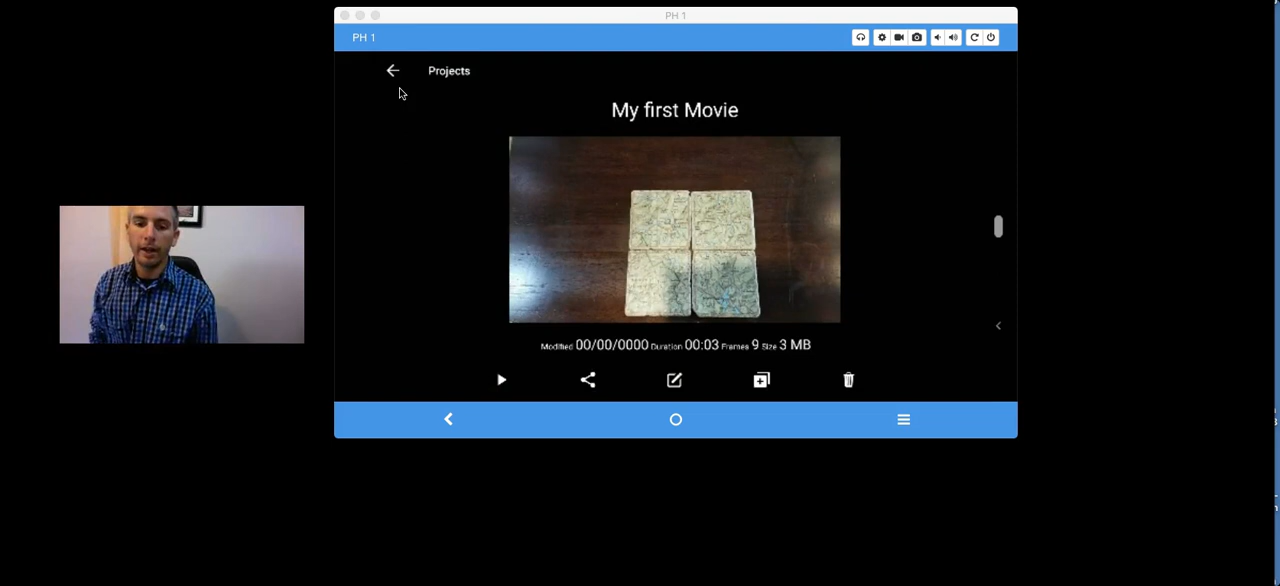 PH 1
PH 1
Projects
My first Movie
Modified 00/00/0000 Duration 00:03 Frames 9 Size 3 MB